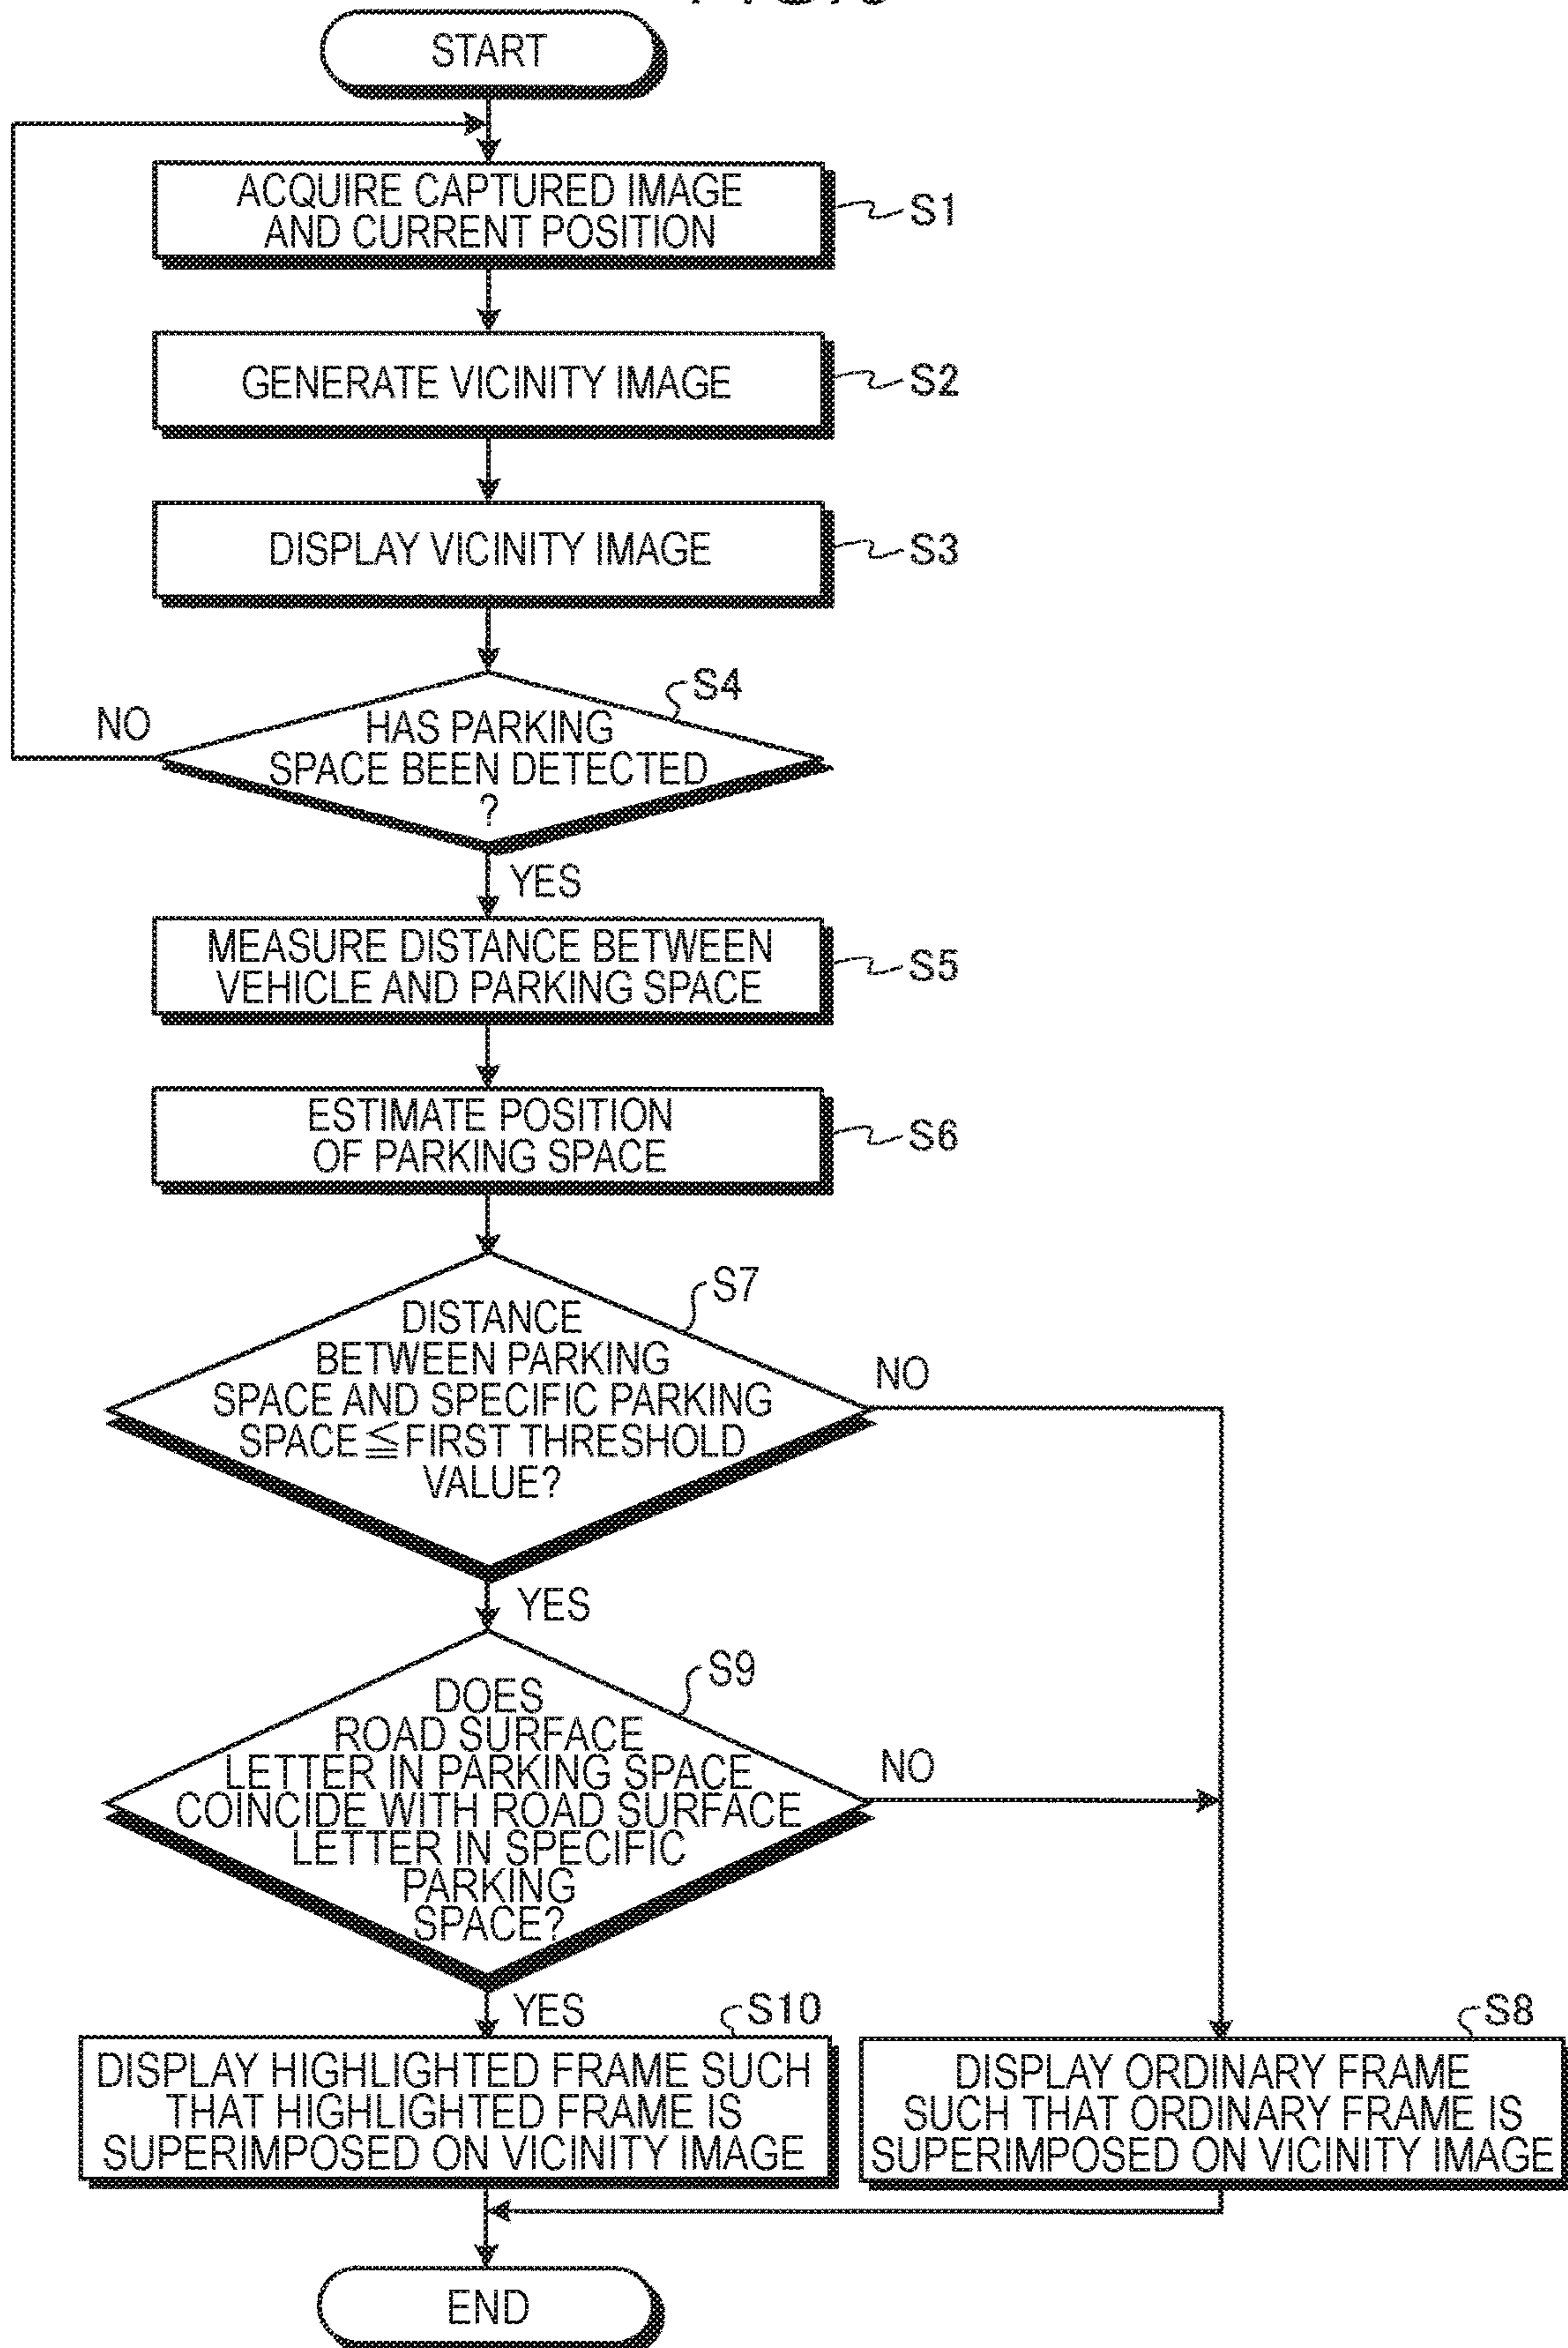 START
ACQUIRE CAPTURED IMAGE
AND CURRENT POSITION
S1
GENERATE VICINITY IMAGE
S2
DISPLAY VICINITY IMAGE
S3
S4
NO
HAS PARKING
SPACE BEEN DETECTED
?
YES
MEASURE DISTANCE BETWEEN
VEHICLE AND PARKING SPACE
S5
ESTIMATE POSITION
OF PARKING SPACE
S6
S7
DISTANCE
BETWEEN PARKING
SPACE AND SPECIFIC PARKING
SPACE≦FIRST THRESHOLD
VALUE?
NO
YES
S9
DOES
ROAD SURFACE
LETTER IN PARKING SPACE
COINCIDE WITH ROAD SURFACE
LETTER IN SPECIFIC
PARKING
SPACE?
NO
YES
S10
DISPLAY HIGHLIGHTED FRAME SUCH
THAT HIGHLIGHTED FRAME IS
SUPERIMPOSED ON VICINITY IMAGE
S8
DISPLAY ORDINARY FRAME
SUCH THAT ORDINARY FRAME IS
SUPERIMPOSED ON VICINITY IMAGE
END